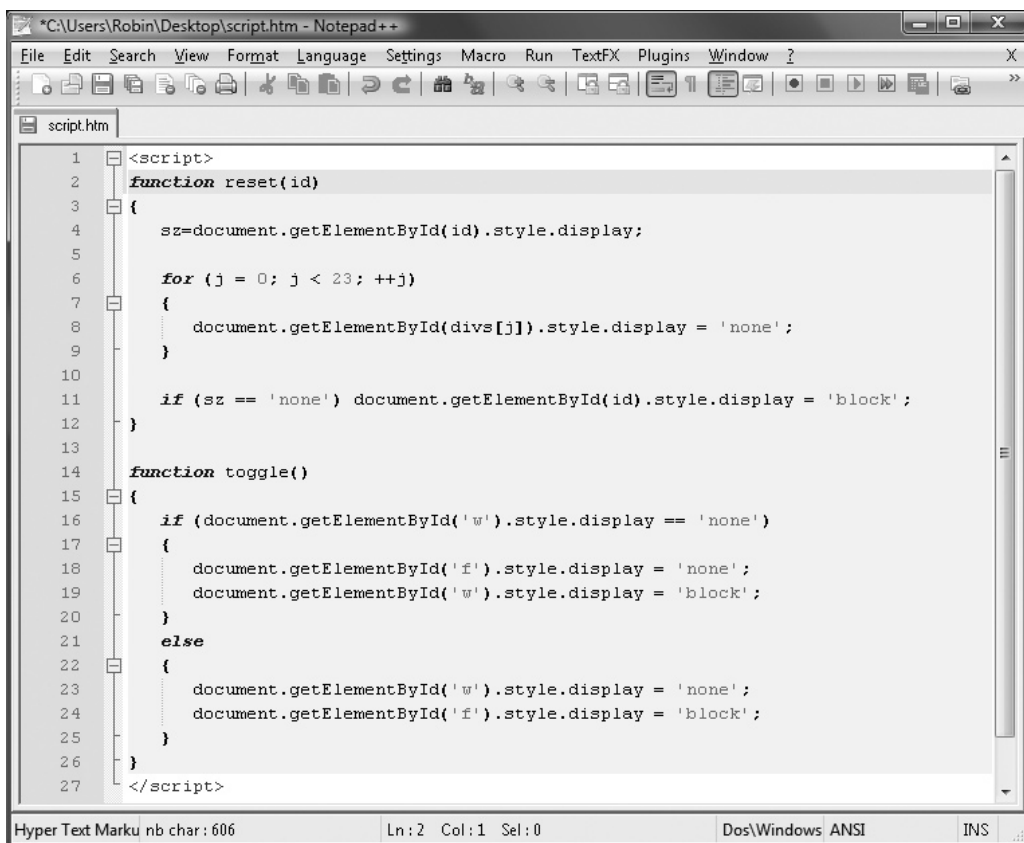 *C:\Users\Robin\Desktop\script.htm - Notepad++
File Edit Search View Format Language Settings Macro Run TextFX Plugins Window ? X
script.htm
1 <script>
2 function reset(id)
3 {
4 sz=document.getElementById(id).style.display;
5
6 for (j = 0; j < 23; ++j)
7 {
8 document.getElementById(divs[j]).style.display = 'none';
9 }
10
11 if (sz == 'none') document.getElementById(id).style.display = 'block';
12 }
13
14 function toggle()
15 {
16 if (document.getElementById('w').style.display == 'none')
17 {
18 document.getElementById('f').style.display = 'none';
19 document.getElementById('w').style.display = 'block';
20 }
21 else
22 {
23 document.getElementById('w').style.display = 'none';
24 document.getElementById('f').style.display = 'block';
25 }
26 }
27 </script>
Hyper Text Marku nb char : 606 Ln : 2 Col : 1 Sel : 0 Dos\Windows ANSI INS